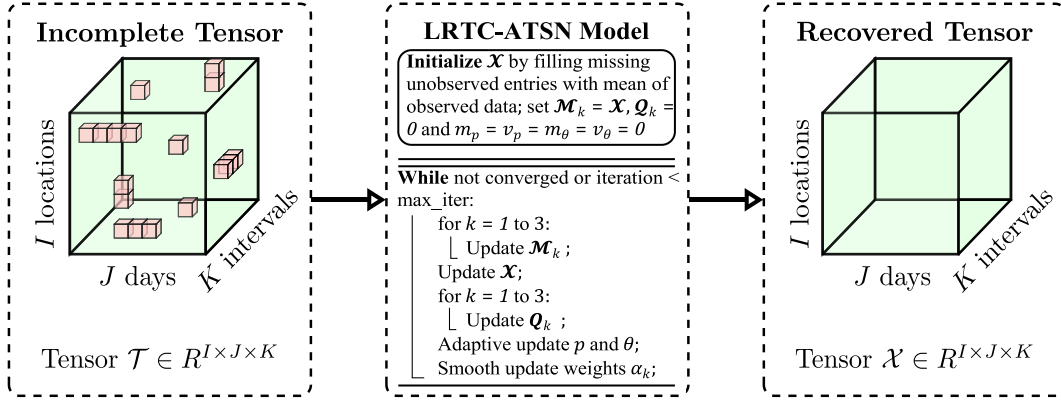 Incomplete Tensor
I locations
J days
K intervals
Tensor 𝒯 ∈ R^{I×J×K}
LRTC-ATSN Model
Initialize 𝒳 by filling missing
unobserved entries with mean of
observed data; set ℳ_k = 𝒳, 𝒬_k =
0 and m_p = v_p = m_θ = v_θ = 0
While not converged or iteration <
max_iter:
for k = 1 to 3:
Update ℳ_k ;
Update 𝒳;
for k = 1 to 3:
Update 𝒬_k ;
Adaptive update p and θ;
Smooth update weights α_k;
Recovered Tensor
I locations
J days
K intervals
Tensor 𝒳 ∈ R^{I×J×K}